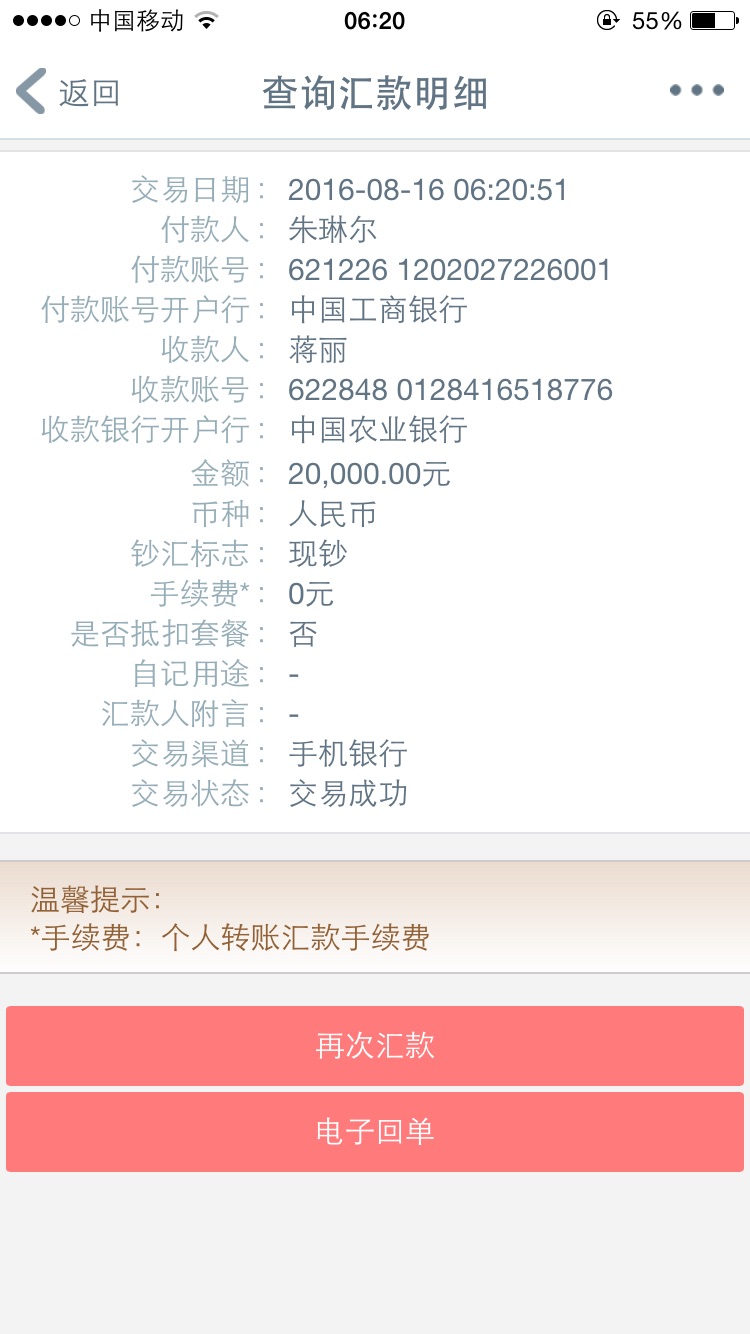 中国移动 06:20 55%
返回 查询汇款明细
交易日期： 2016-08-16 06:20:51
付款人： 朱琳尔
付款账号： 621226 1202027226001
付款账号开户行： 中国工商银行
收款人： 蒋丽
收款账号： 622848 0128416518776
收款银行开户行： 中国农业银行
金额： 20,000.00元
币种： 人民币
钞汇标志： 现钞
手续费*： 0元
是否抵扣套餐： 否
自记用途： -
汇款人附言： -
交易渠道： 手机银行
交易状态： 交易成功
温馨提示：
*手续费： 个人转账汇款手续费
再次汇款
电子回单